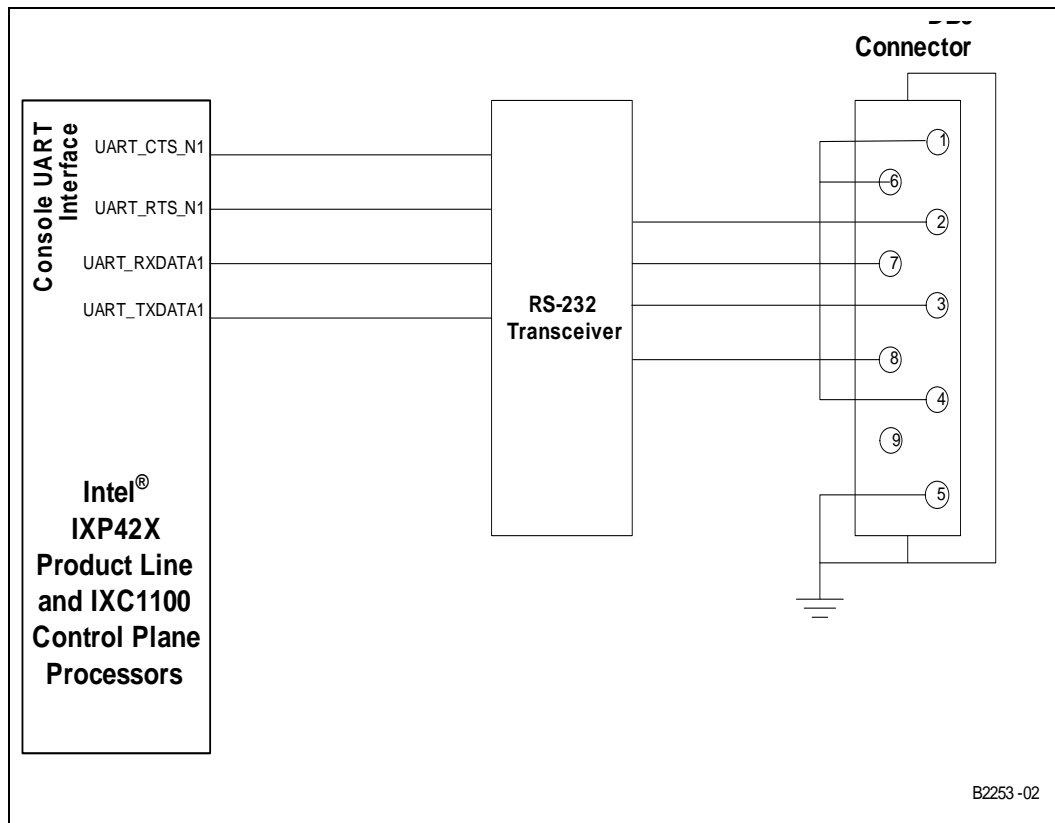 Connector
Console UART
Interface
UART_CTS_N1
UART_RTS_N1
UART_RXDATA1
UART_TXDATA1
RS-232
Transceiver
1
6
2
7
3
8
4
9
5
Intel®
IXP42X
Product Line
and IXC1100
Control Plane
Processors
B2253 -02